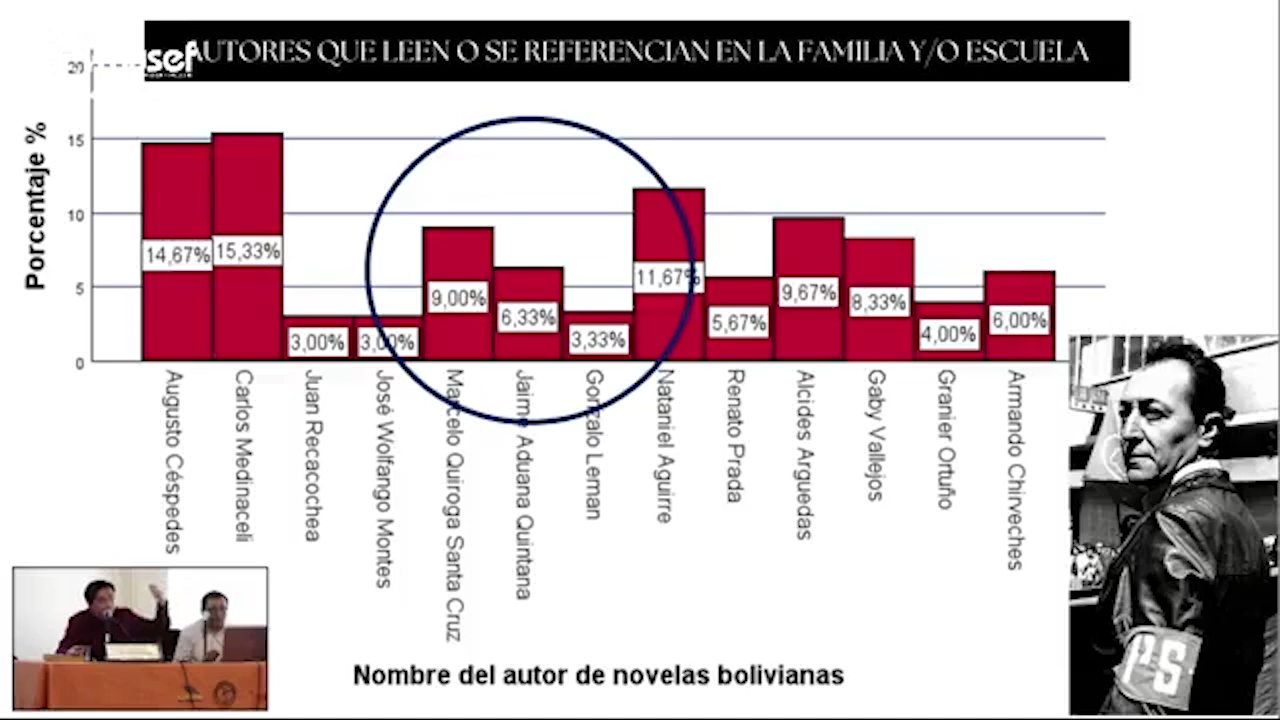 AUTORES QUE LEEN O SE REFERENCIAN EN LA FAMILIA Y/O ESCUELA
Porcentaje %
20
15
10
5
0
14,67%
15,33%
3,00%
3,00%
9,00%
6,33%
3,33%
11,67%
5,67%
9,67%
8,33%
4,00%
6,00%
Augusto Céspedes
Carlos Medinaceli
Juan Recacochea
José Wolfango Montes
Marcelo Quiroga Santa Cruz
Jaime Aduana Quintana
Gonzalo Leman
Nataniel Aguirre
Renato Prada
Alcides Arguedas
Gaby Vallejos
Granier Ortuño
Armando Chirveches
Nombre del autor de novelas bolivianas
PS